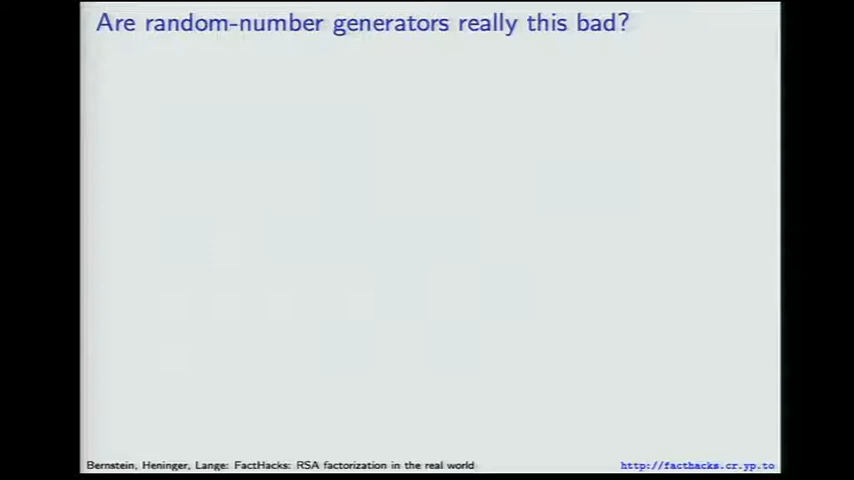 Are random-number generators really this bad?
Bernstein, Heninger, Lange: FactHacks: RSA factorization in the real world
http://facthacks.cr.yp.to